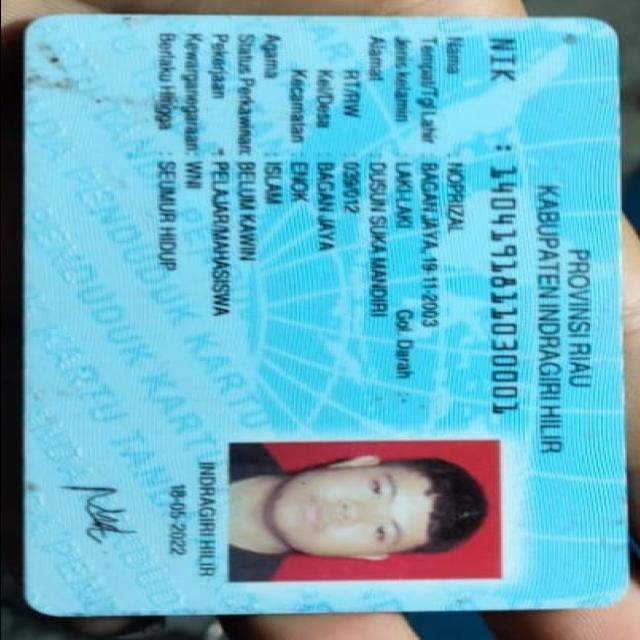 PROVINSI RIAU
KABUPATEN INDRAGIRI HILIR
NIK : 1404191811030001
Nama : NOPRIZAL
Tempat/Tgl Lahir : BAGAN JAYA, 19-11-2003
Jenis kelamin : LAKI-LAKI Gol. Darah : -
Alamat : DUSUN SUKA MANDIRI
RT/RW : 039/012
Kel/Desa : BAGAN JAYA
Kecamatan : ENOK
Agama : ISLAM
Status Perkawinan: BELUM KAWIN
Pekerjaan : PELAJAR/MAHASISWA
Kewarganegaraan: WNI
Berlaku Hingga : SEUMUR HIDUP
INDRAGIRI HILIR
18-05-2022